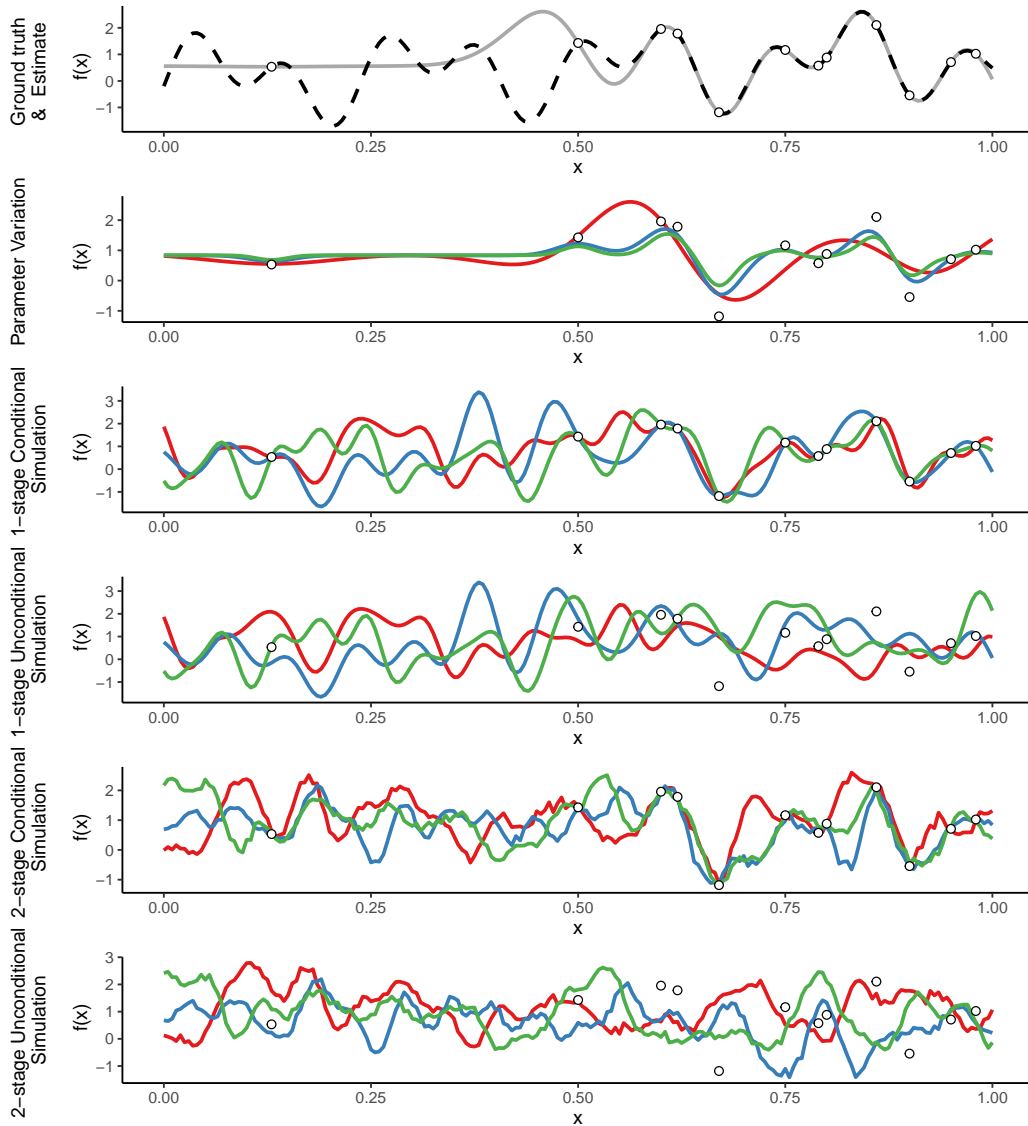 Ground truth
& Estimate
f(x)
2
1
0
−1
0.00 0.25 0.50 0.75 1.00
x
Parameter Variation
f(x)
2
1
0
−1
0.00 0.25 0.50 0.75 1.00
x
1−stage Conditional
Simulation
f(x)
3
2
1
0
−1
0.00 0.25 0.50 0.75 1.00
x
1−stage Unconditional
Simulation
f(x)
3
2
1
0
−1
0.00 0.25 0.50 0.75 1.00
x
2−stage Conditional
Simulation
f(x)
2
1
0
−1
0.00 0.25 0.50 0.75 1.00
x
2−stage Unconditional
Simulation
f(x)
3
2
1
0
−1
0.00 0.25 0.50 0.75 1.00
x